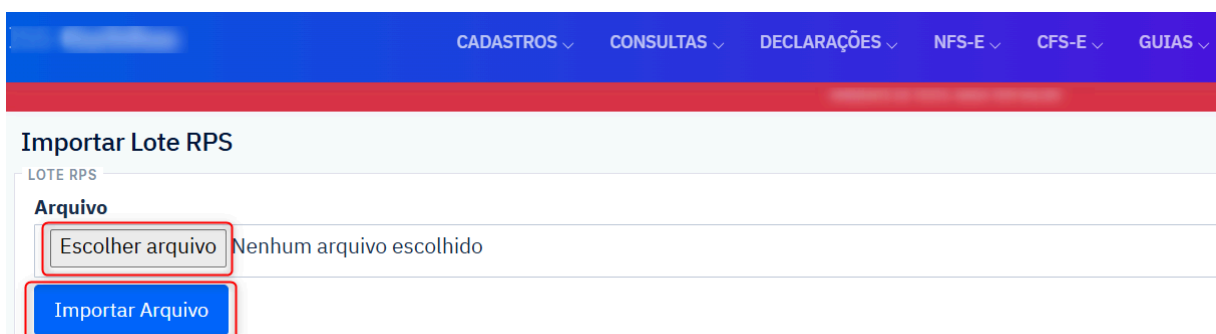 CADASTROS CONSULTAS DECLARAÇÕES NFS-E CFS-E GUIAS
Importar Lote RPS
LOTE RPS
Arquivo
Escolher arquivo Nenhum arquivo escolhido
Importar Arquivo